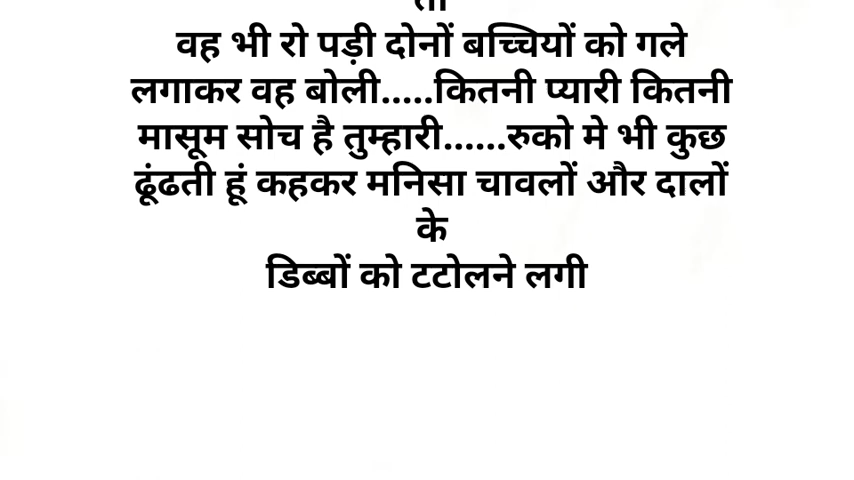 वह भी रो पड़ी दोनों बच्चियों को गले
लगाकर वह बोली.....कितनी प्यारी कितनी
मासूम सोच है तुम्हारी......रुको मे भी कुछ
ढूंढती हूं कहकर मनिसा चावलों और दालों
के
डिब्बों को टटोलने लगी